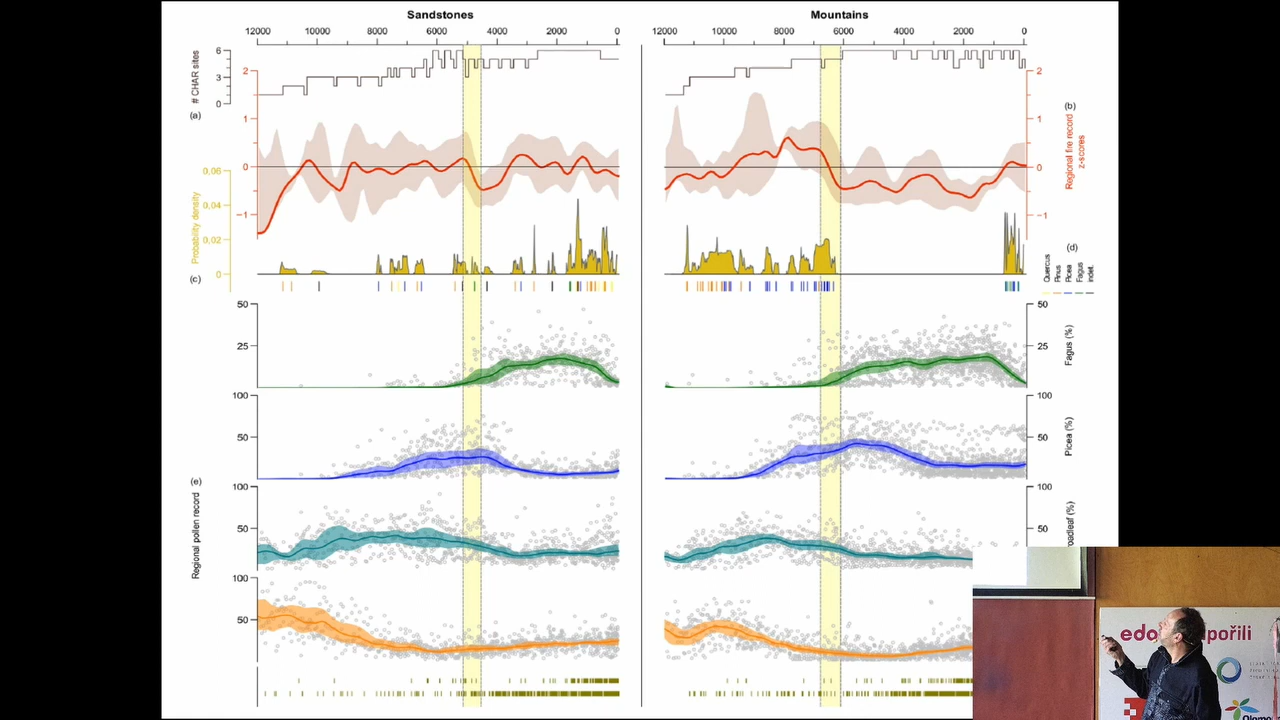 Sandstones
Mountains
12000 10000 8000 6000 4000 2000 0
12000 10000 8000 6000 4000 2000 0
# CHAR sites
6
3
0
(a)
2
1
0
−1
2
1
0
−1
(b)
Regional fire record
z-scores
Probability density
0.06
0.04
0.02
0
(c)
(d)
Quercus
Pinus
Picea
Fagus
indet.
50
25
50
25
Fagus (%)
100
50
100
50
Picea (%)
(e)
Regional pollen record
100
50
100
50
roadleaf (%)
100
50
edo
pořili